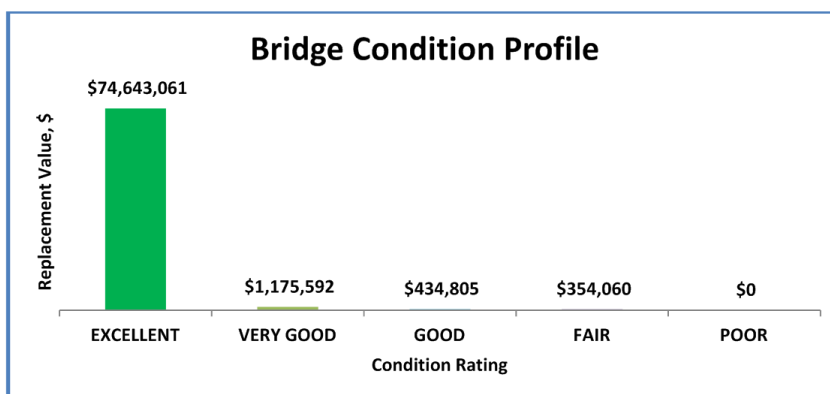 Bridge Condition Profile
$74,643,061
Replacement Value, $
$1,175,592
$434,805
$354,060
$0
EXCELLENT
VERY GOOD
GOOD
FAIR
POOR
Condition Rating